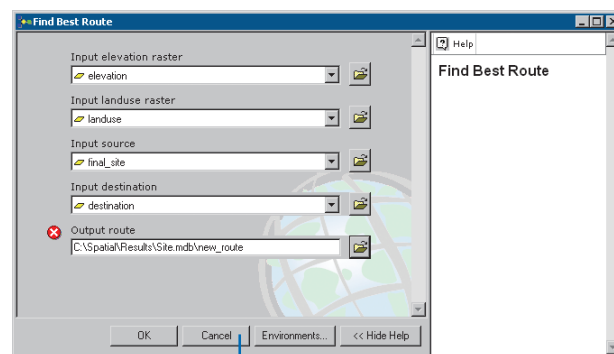 Find Best Route
Help
Find Best Route
Input elevation raster
elevation
Input landuse raster
landuse
Input source
final_site
Input destination
destination
Output route
C:\Spatial\Results\Site.mdb\new_route
OK
Cancel
Environments...
<< Hide Help